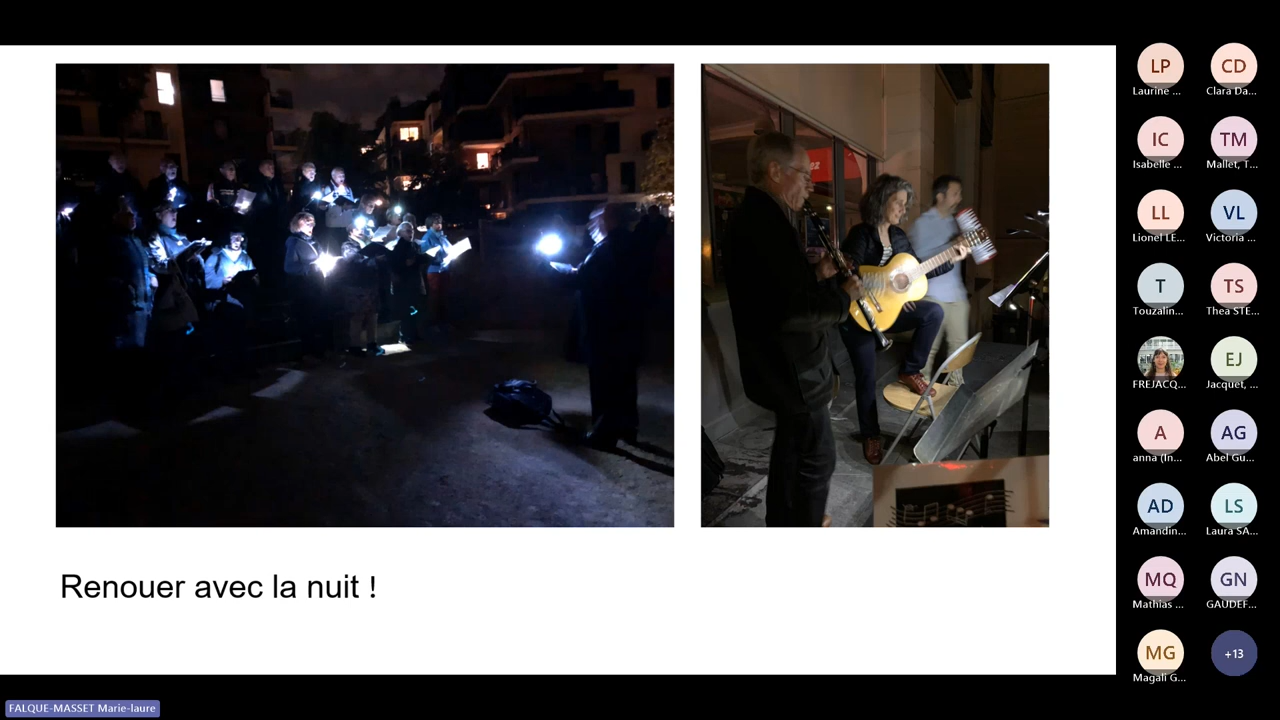 Renouer avec la nuit !
LP
Laurine ...
CD
Clara Da...
IC
Isabelle ...
TM
Mallet, T...
LL
Lionel LE...
VL
Victoria ...
T
Touzalin...
TS
Thea STE...
FREJACQ...
EJ
Jacquet, ...
A
anna (In...
AG
Abel Gu...
AD
Amandin...
LS
Laura SA...
MQ
Mathias ...
GN
GAUDEF...
MG
Magali G...
+13
FALQUE-MASSET Marie-laure